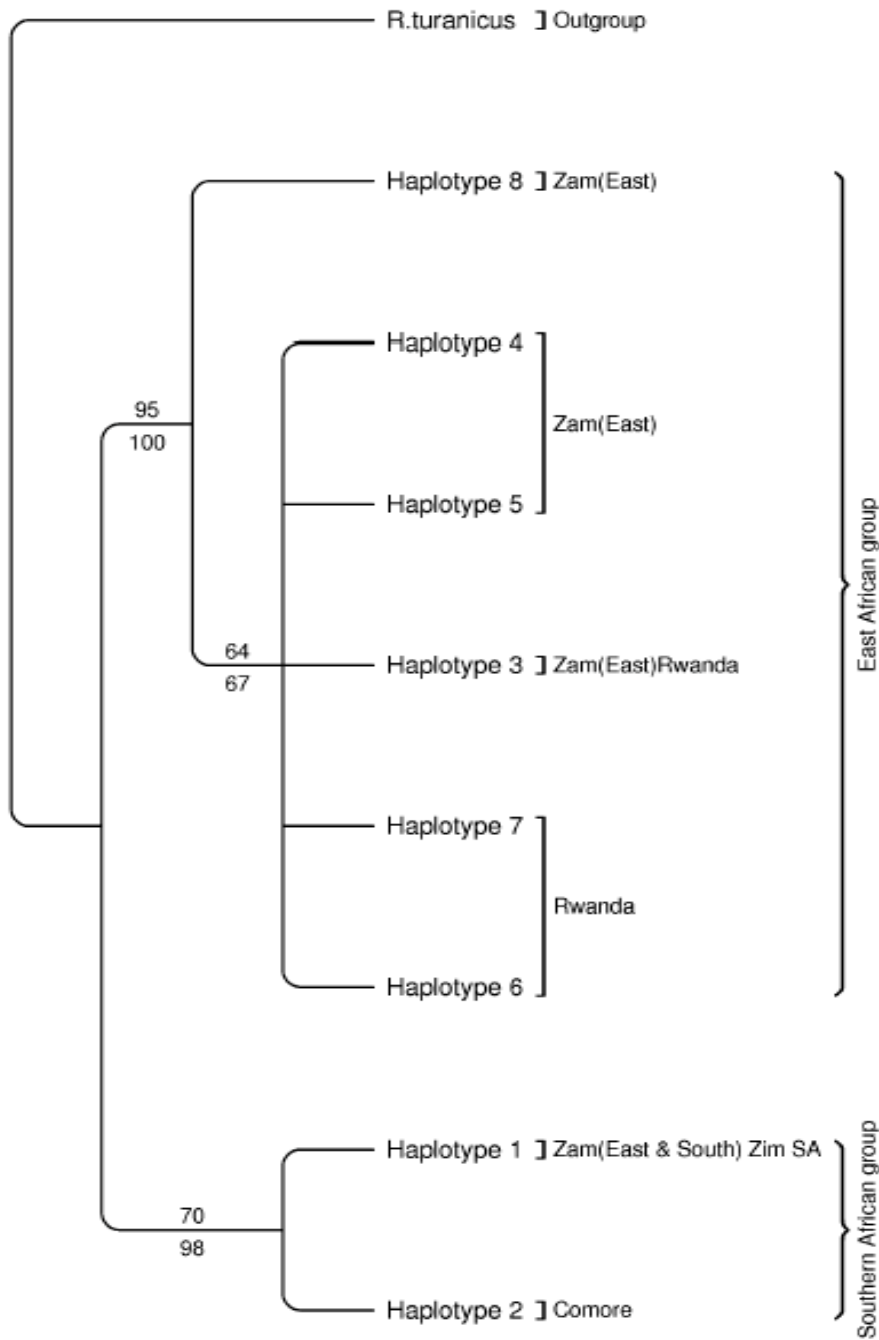 R.turanicus ] Outgroup
Haplotype 8 ] Zam(East)
Haplotype 4
95
100
Zam(East)
Haplotype 5
East African group
64
67
Haplotype 3 ] Zam(East)Rwanda
Haplotype 7
Rwanda
Haplotype 6
Haplotype 1 ] Zam(East & South) Zim SA
70
98
Southern African group
Haplotype 2 ] Comore